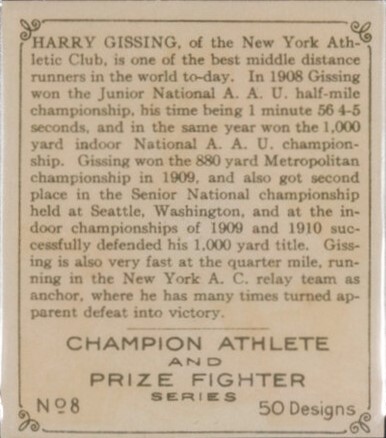 HARRY GISSING, of the New York Ath-
letic Club, is one of the best middle distance
runners in the world to-day. In 1908 Gissing
won the Junior National A. A. U. half-mile
championship, his time being 1 minute 56 4-5
seconds, and in the same year won the 1,000
yard indoor National A. A. U. champion-
ship. Gissing won the 880 yard Metropolitan
championship in 1909, and also got second
place in the Senior National championship
held at Seattle, Washington, and at the in-
door championships of 1909 and 1910 suc-
cessfully defended his 1,000 yard title. Giss-
ing is also very fast at the quarter mile, run-
ning in the New York A. C. relay team as
anchor, where he has many times turned ap-
parent defeat into victory.
CHAMPION ATHLETE
AND
PRIZE FIGHTER
SERIES
No 8 50 Designs